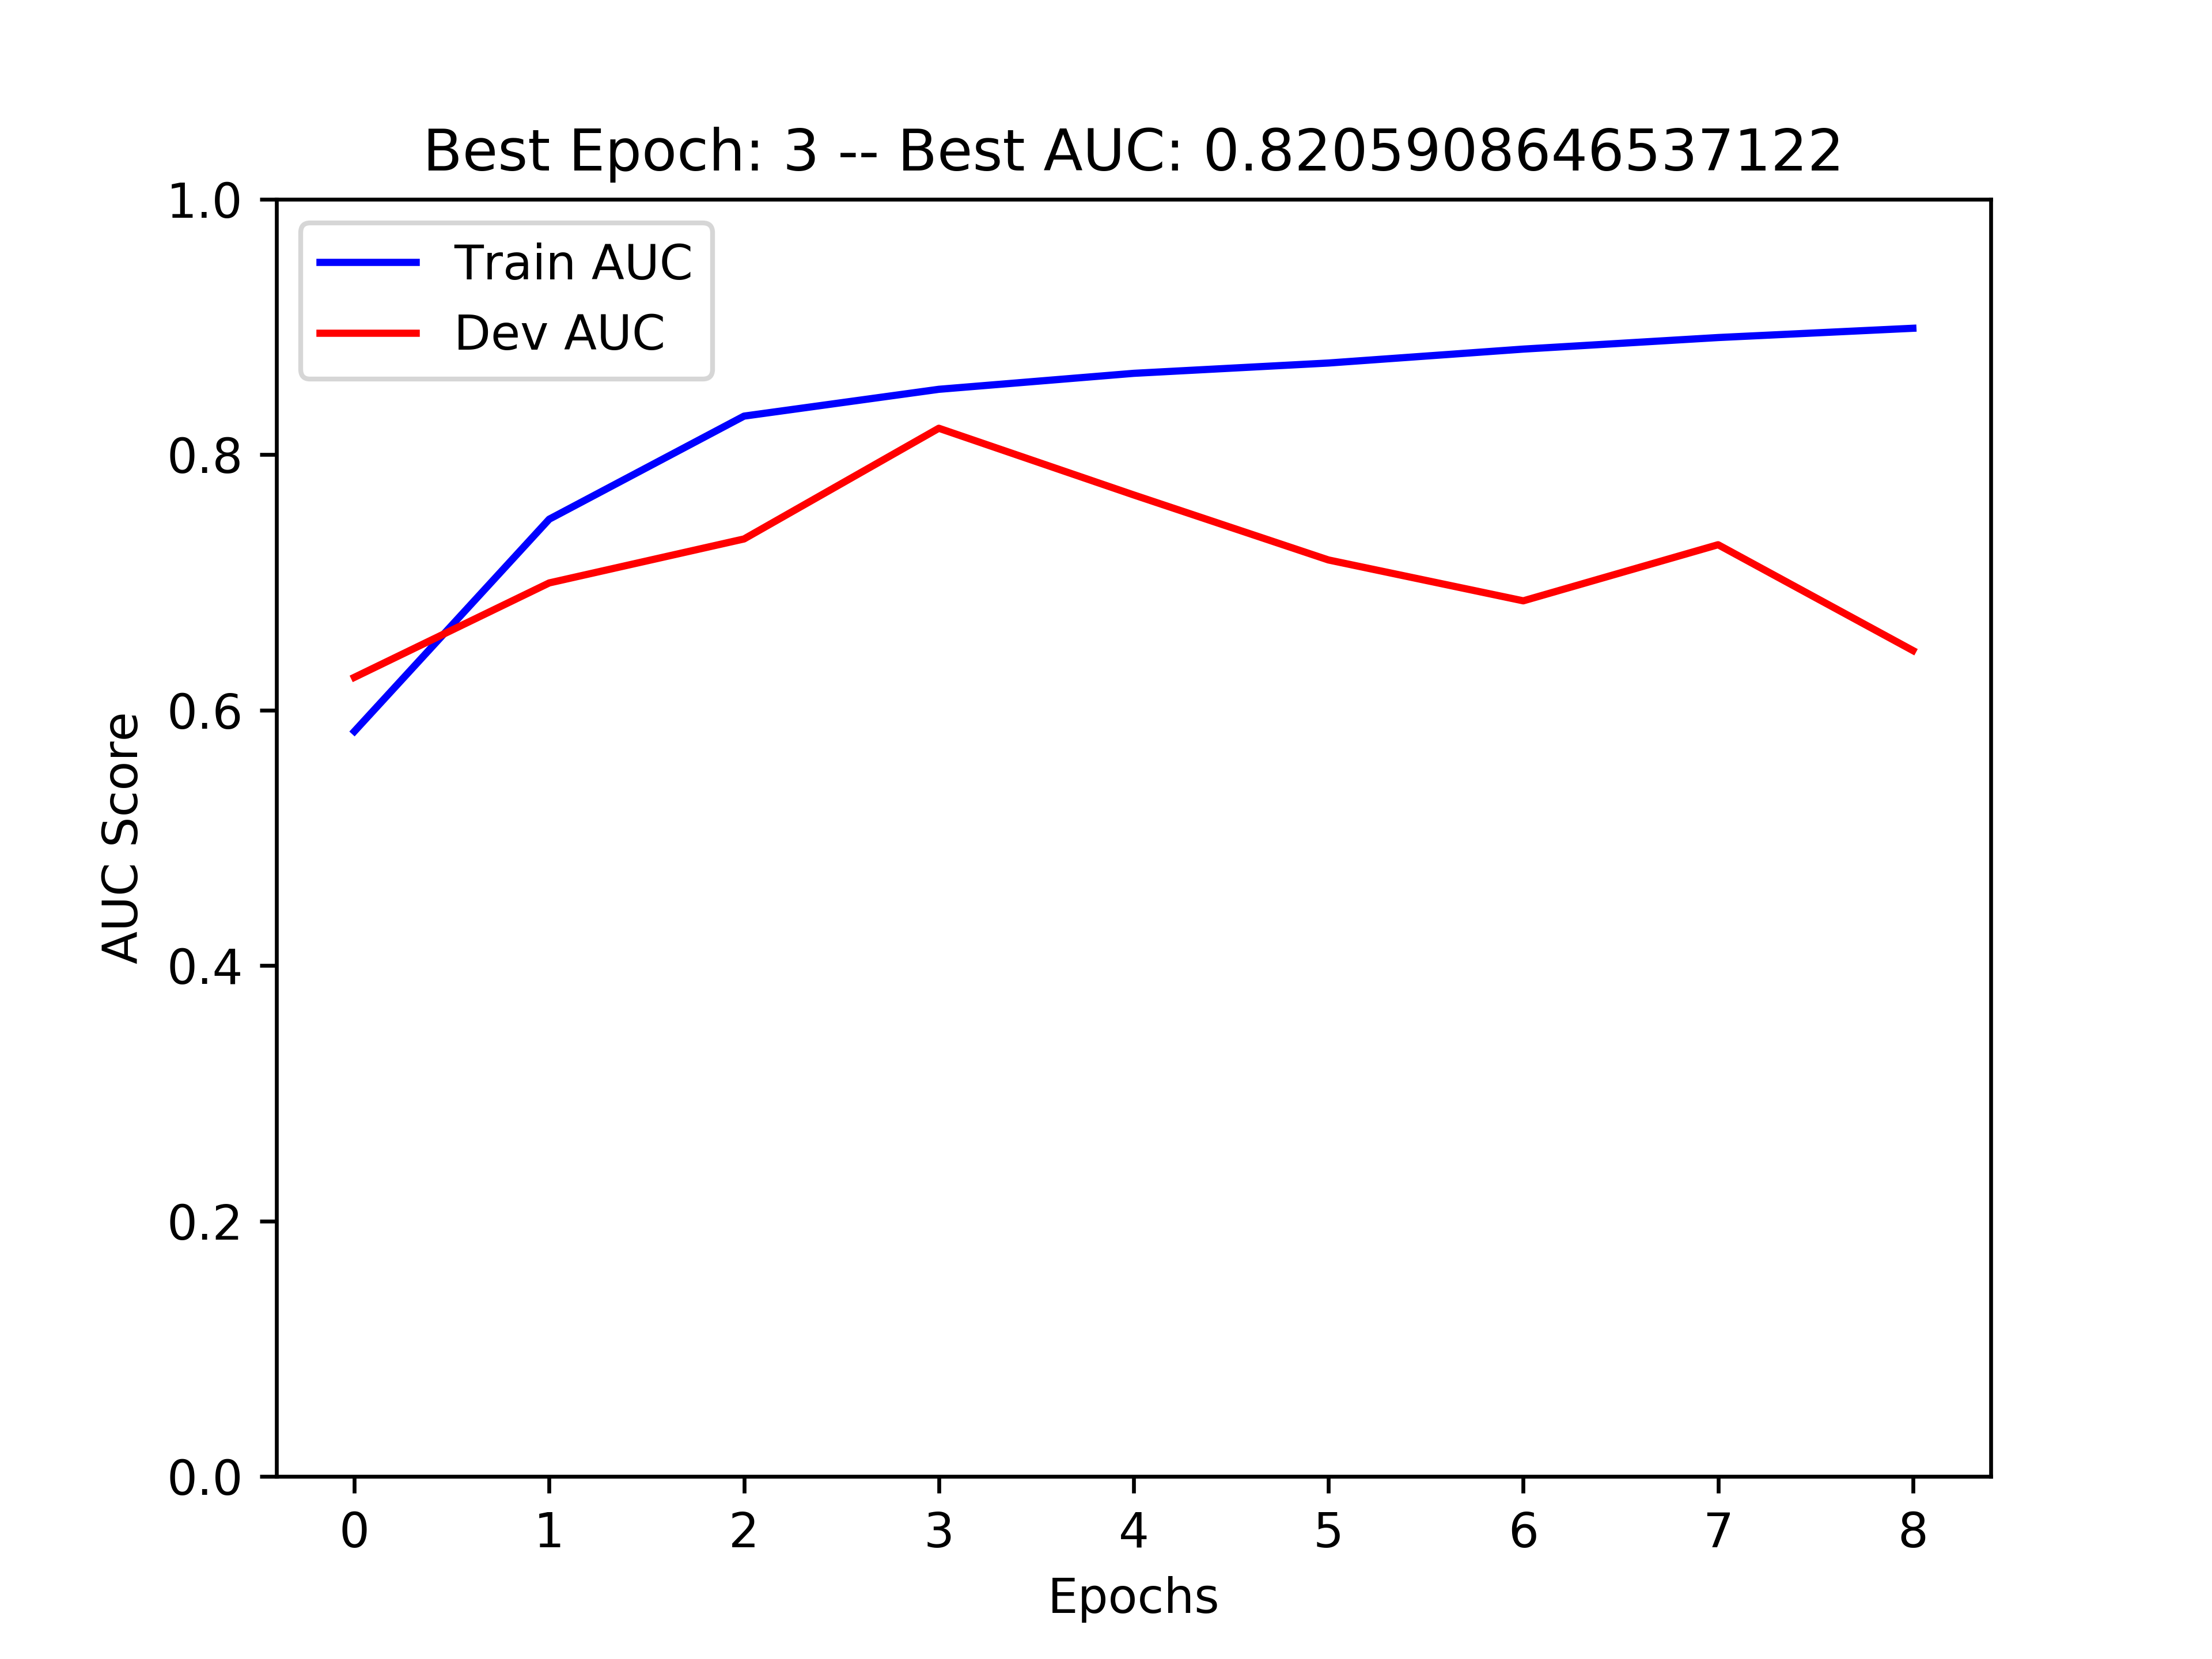 Best Epoch: 3 -- Best AUC: 0.8205908646537122
Train AUC
Dev AUC
1.0
0.8
0.6
0.4
0.2
0.0
AUC Score
0 1 2 3 4 5 6 7 8
Epochs